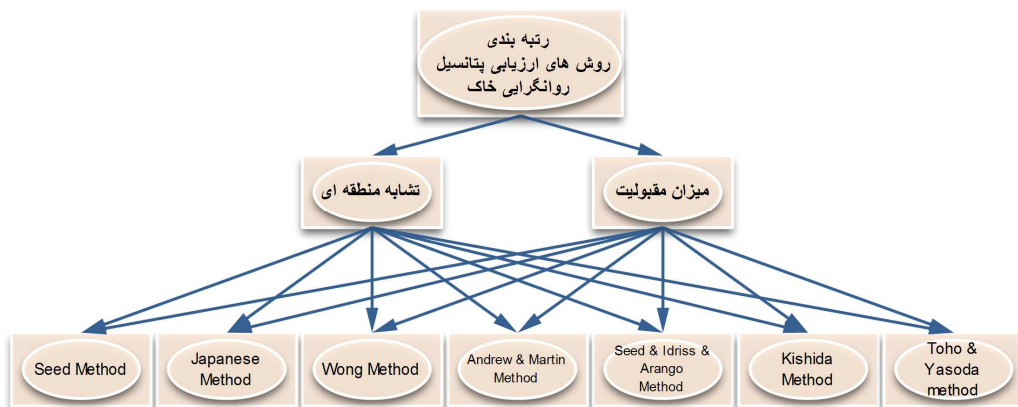 رتبه بندی
روش های ارزیابی پتانسیل
روانگرایی خاک
میزان مقبولیت
تشابه منطقه ای
Seed Method
Japanese
Method
Wong Method
Andrew & Martin
Method
Seed & Idriss &
Arango
Method
Kishida
Method
Toho &
Yasoda
method